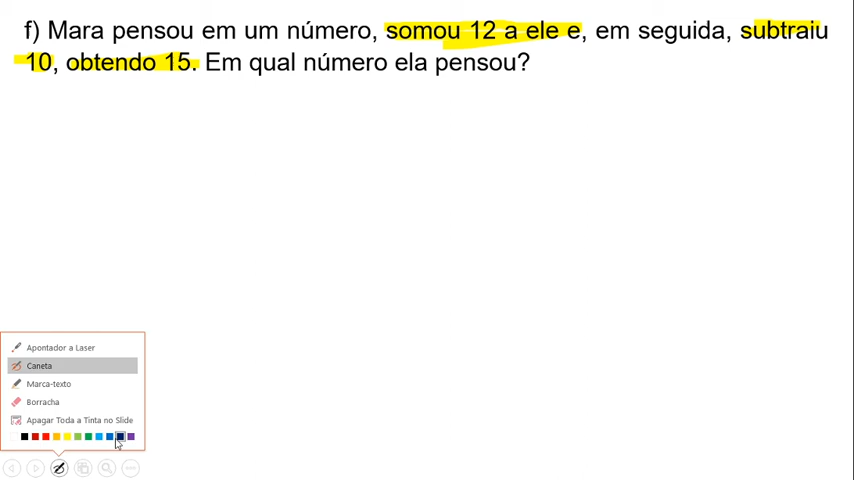 f) Mara pensou em um número, somou 12 a ele e, em seguida, subtraiu
10, obtendo 15. Em qual número ela pensou?
Apontador a Laser
Caneta
Marca-texto
Borracha
Apagar Toda a Tinta no Slide